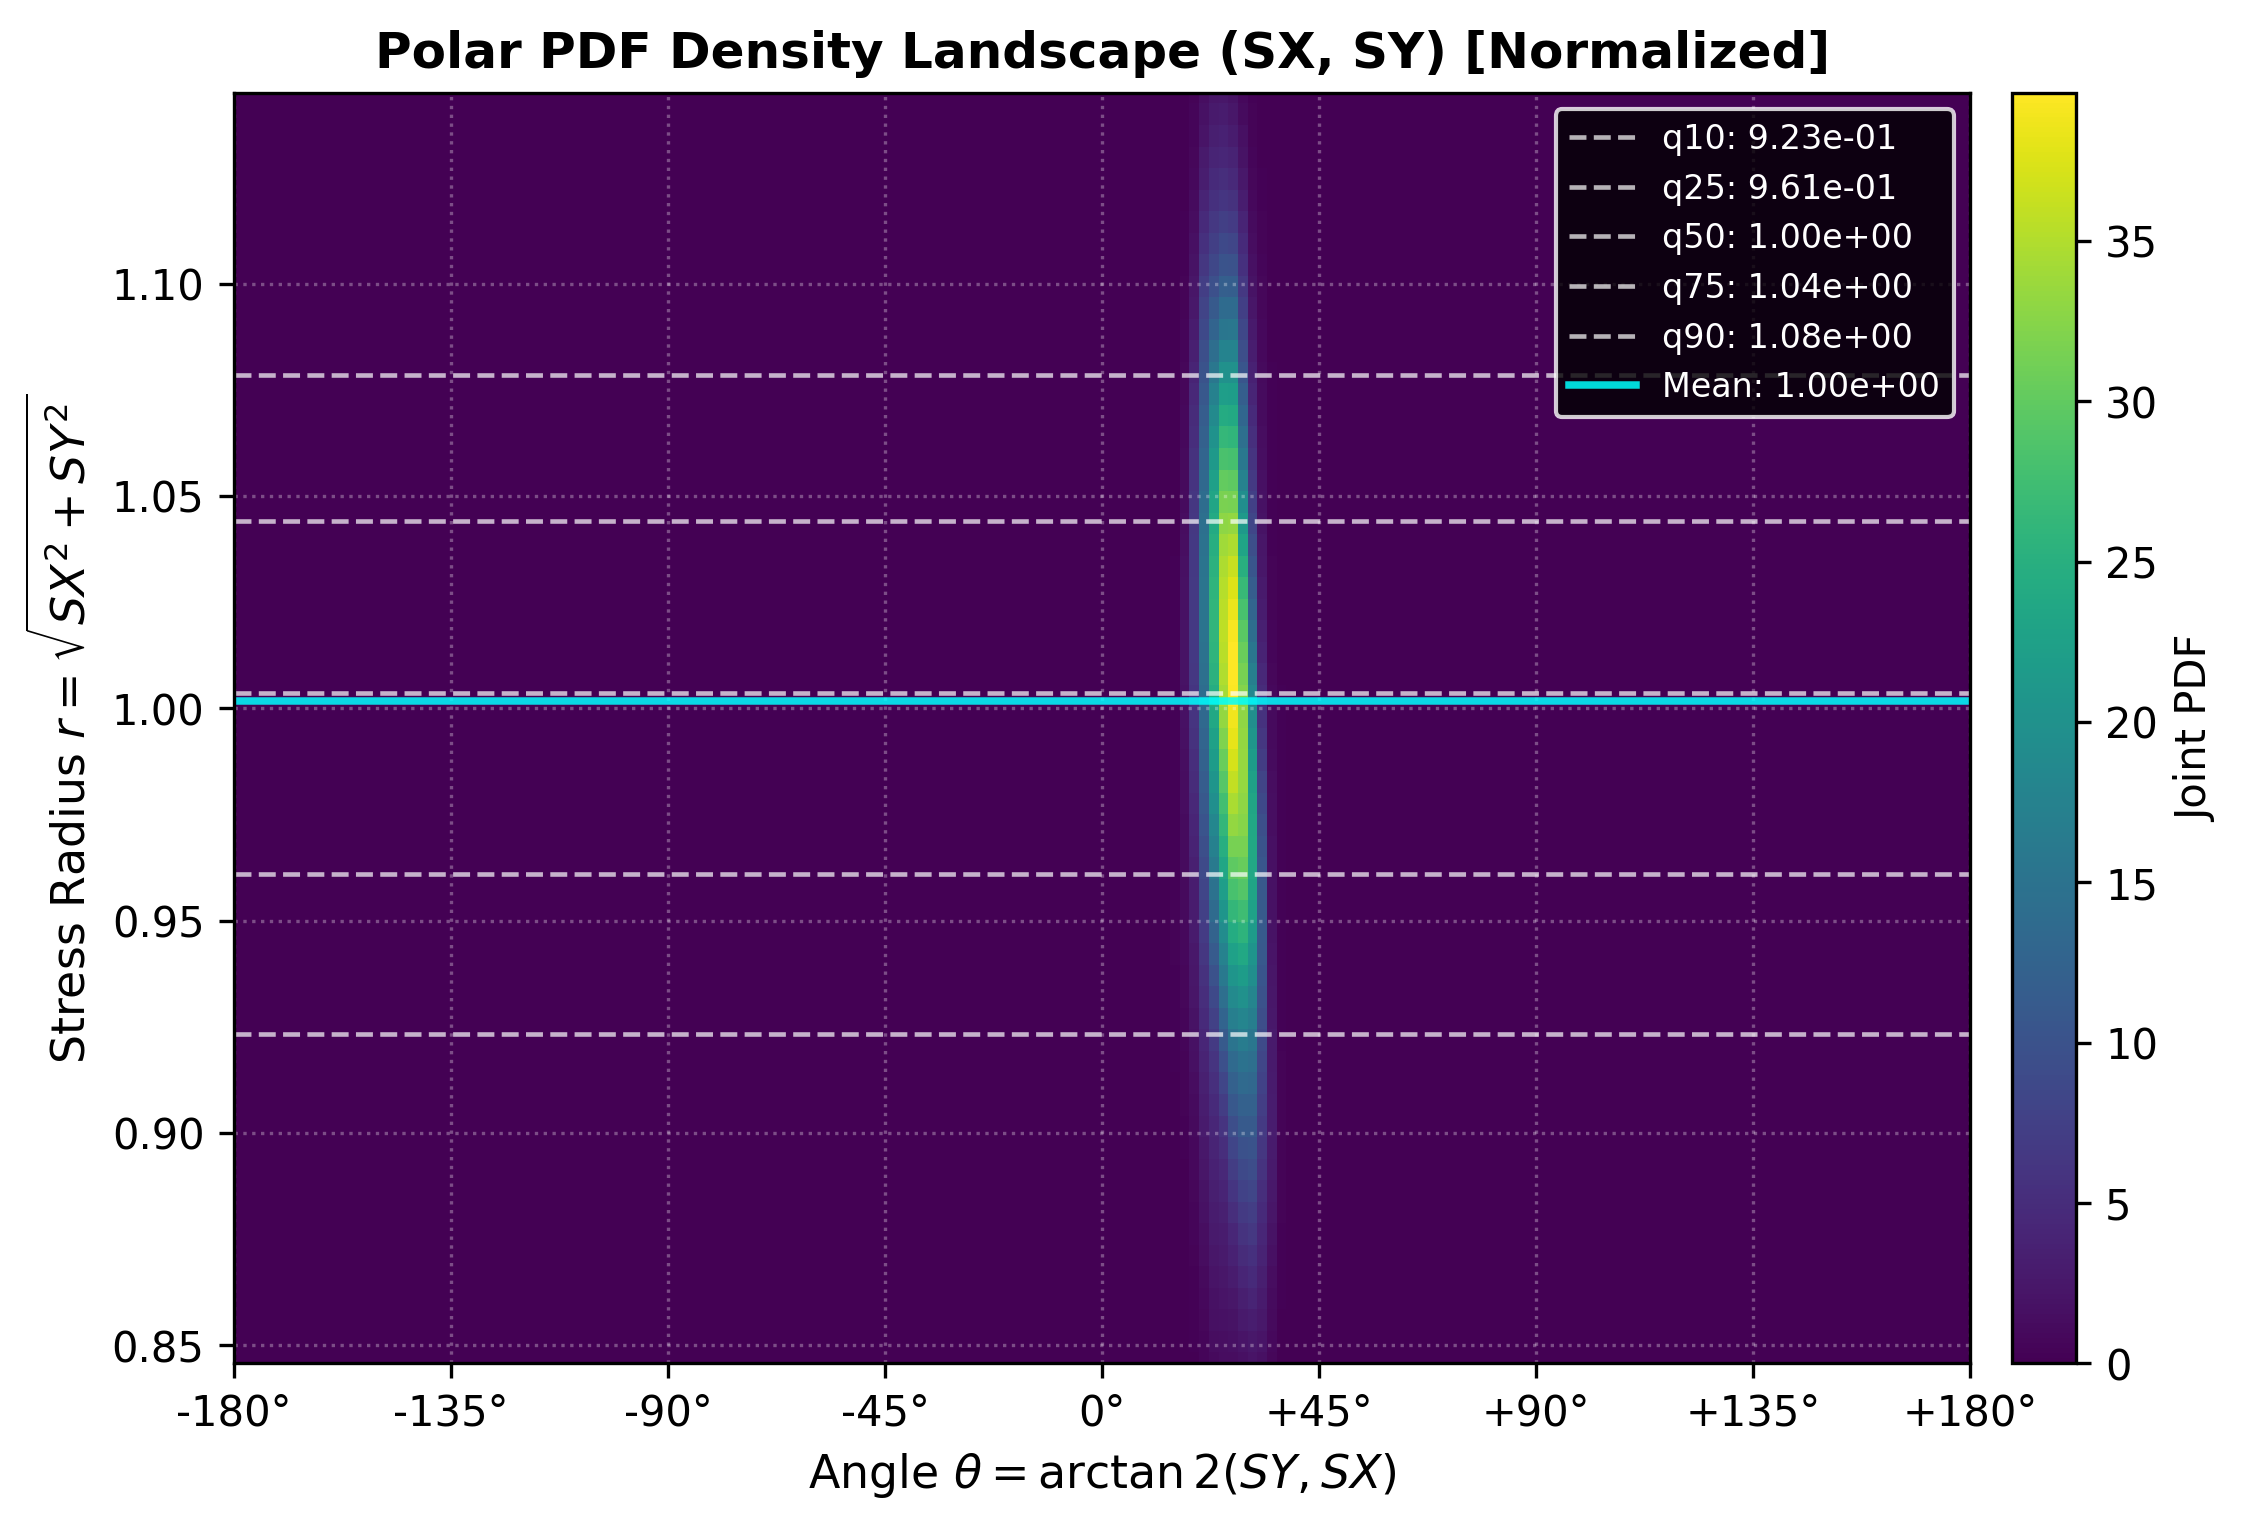 Polar PDF Density Landscape (SX, SY) [Normalized]
q10: 9.23e-01
q25: 9.61e-01
q50: 1.00e+00
q75: 1.04e+00
q90: 1.08e+00
Mean: 1.00e+00
Stress Radius r = √SX² + SY²
1.10
1.05
1.00
0.95
0.90
0.85
-180° -135° -90° -45° 0° +45° +90° +135° +180°
Angle θ = arctan 2(SY, SX)
35
30
25
20
15
10
5
0
Joint PDF